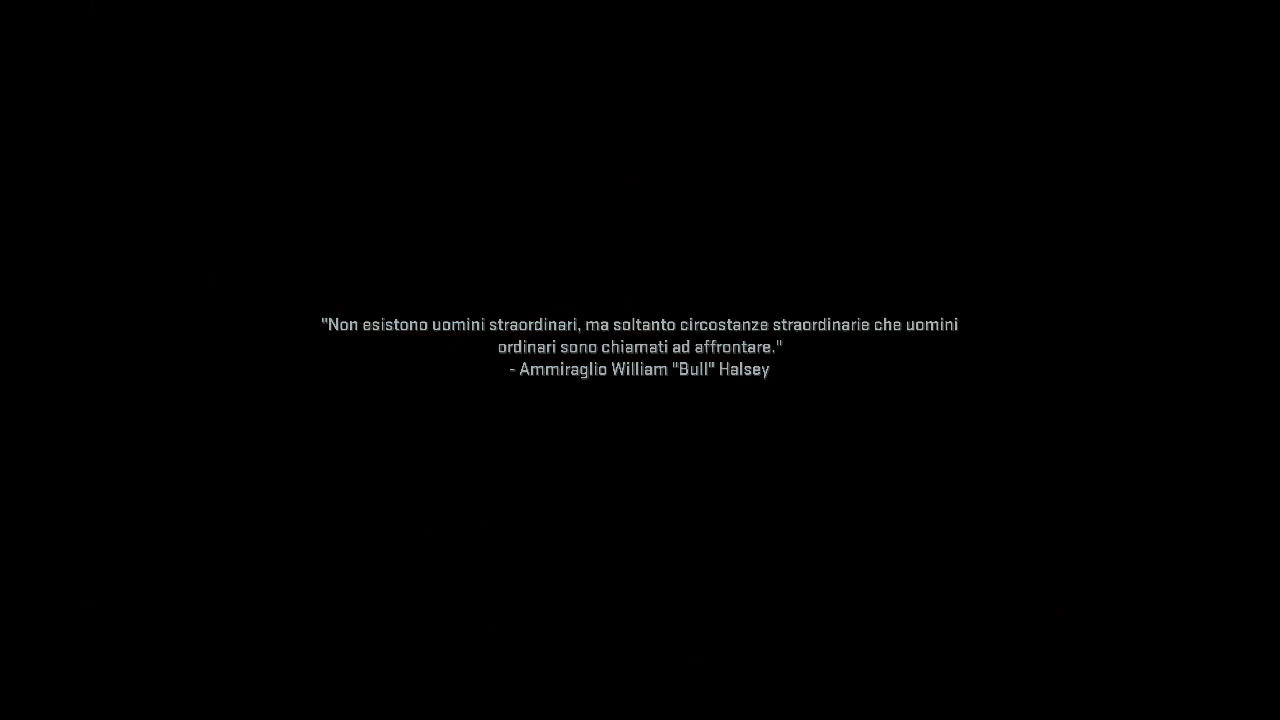 "Non esistono uomini straordinari, ma soltanto circostanze straordinarie che uomini
ordinari sono chiamati ad affrontare."
- Ammiraglio William "Bull" Halsey